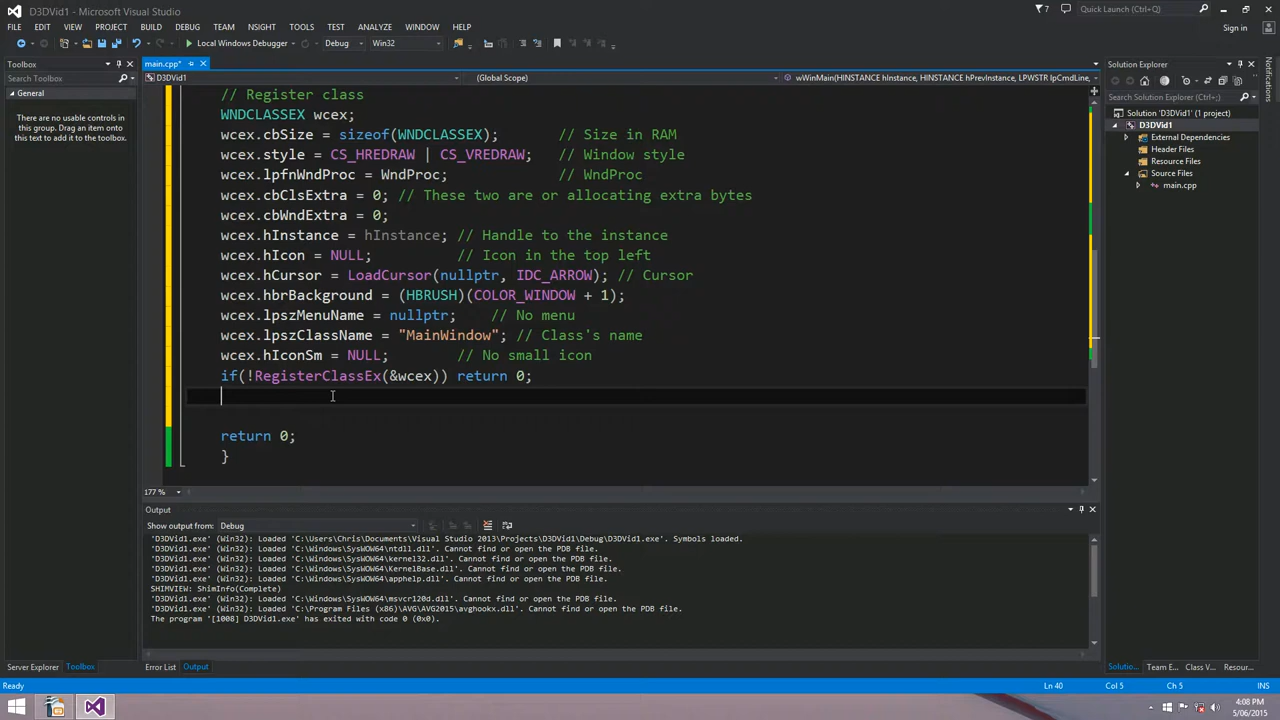 D3DVid1 - Microsoft Visual Studio
7
Quick Launch (Ctrl+Q)
FILE EDIT VIEW PROJECT BUILD DEBUG TEAM NSIGHT TOOLS TEST ANALYZE WINDOW HELP
Sign in
Local Windows Debugger Debug Win32
Toolbox
Search Toolbox
General
There are no usable controls in
this group. Drag an item onto
this text to add it to the toolbox.
main.cpp*
D3DVid1 (Global Scope) wWinMain(HINSTANCE hInstance, HINSTANCE hPrevInstance, LPWSTR lpCmdLine,
// Register class
WNDCLASSEX wcex;
wcex.cbSize = sizeof(WNDCLASSEX); // Size in RAM
wcex.style = CS_HREDRAW | CS_VREDRAW; // Window style
wcex.lpfnWndProc = WndProc; // WndProc
wcex.cbClsExtra = 0; // These two are or allocating extra bytes
wcex.cbWndExtra = 0;
wcex.hInstance = hInstance; // Handle to the instance
wcex.hIcon = NULL; // Icon in the top left
wcex.hCursor = LoadCursor(nullptr, IDC_ARROW); // Cursor
wcex.hbrBackground = (HBRUSH)(COLOR_WINDOW + 1);
wcex.lpszMenuName = nullptr; // No menu
wcex.lpszClassName = "MainWindow"; // Class's name
wcex.hIconSm = NULL; // No small icon
if(!RegisterClassEx(&wcex)) return 0;
return 0;
}
177 %
Output
Show output from: Debug
'D3DVid1.exe' (Win32): Loaded 'C:\Users\Chris\Documents\Visual Studio 2013\Projects\D3DVid1\Debug\D3DVid1.exe'. Symbols loaded.
'D3DVid1.exe' (Win32): Loaded 'C:\Windows\SysWOW64\ntdll.dll'. Cannot find or open the PDB file.
'D3DVid1.exe' (Win32): Loaded 'C:\Windows\SysWOW64\kernel32.dll'. Cannot find or open the PDB file.
'D3DVid1.exe' (Win32): Loaded 'C:\Windows\SysWOW64\KernelBase.dll'. Cannot find or open the PDB file.
'D3DVid1.exe' (Win32): Loaded 'C:\Windows\SysWOW64\apphelp.dll'. Cannot find or open the PDB file.
SHIMVIEW: ShimInfo(Complete)
'D3DVid1.exe' (Win32): Loaded 'C:\Windows\SysWOW64\msvcr120d.dll'. Cannot find or open the PDB file.
'D3DVid1.exe' (Win32): Loaded 'C:\Program Files (x86)\AVG\AVG2015\avghookx.dll'. Cannot find or open the PDB file.
The program '[1008] D3DVid1.exe' has exited with code 0 (0x0).
Solution Explorer
Search Solution Explorer (Ctrl+;)
Solution 'D3DVid1' (1 project)
D3DVid1
External Dependencies
Header Files
Resource Files
Source Files
main.cpp
Notifications
Server Explorer Toolbox
Error List Output
Solutio... Team E... Class V... Resour...
Ready
Ln 40 Col 5 Ch 5 INS
4:08 PM
5/06/2015